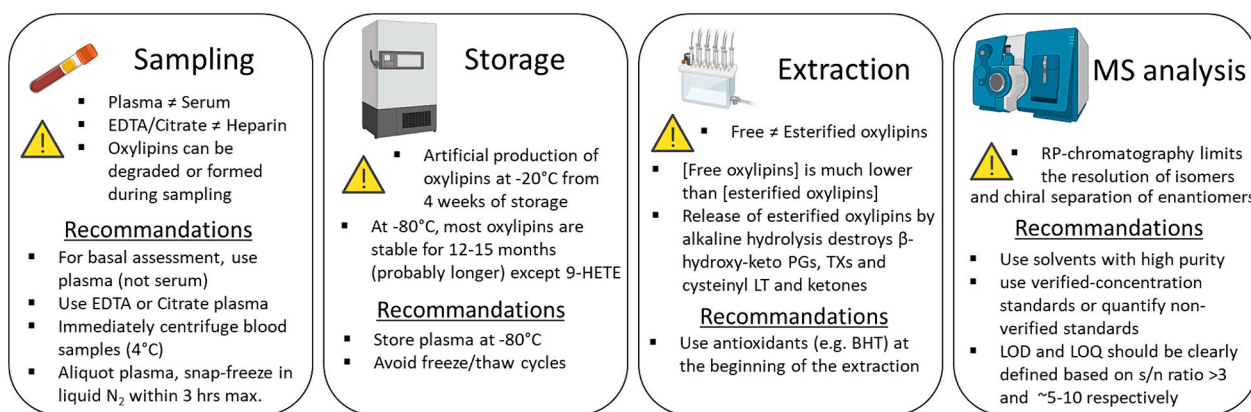 Sampling
▪ Plasma ≠ Serum
▪ EDTA/Citrate ≠ Heparin
▪ Oxylipins can be
degraded or formed
during sampling
Recommandations
▪ For basal assessment, use
plasma (not serum)
▪ Use EDTA or Citrate plasma
▪ Immediately centrifuge blood
samples (4°C)
▪ Aliquot plasma, snap-freeze in
liquid N₂ within 3 hrs max.
Storage
▪ Artificial production of
oxylipins at -20°C from
4 weeks of storage
▪ At -80°C, most oxylipins are
stable for 12-15 months
(probably longer) except 9-HETE
Recommandations
▪ Store plasma at -80°C
▪ Avoid freeze/thaw cycles
Extraction
▪ Free ≠ Esterified oxylipins
▪ [Free oxylipins] is much lower
than [esterified oxylipins]
▪ Release of esterified oxylipins by
alkaline hydrolysis destroys β-
hydroxy-keto PGs, TXs and
cysteinyl LT and ketones
Recommandations
▪ Use antioxidants (e.g. BHT) at
the beginning of the extraction
MS analysis
▪ RP-chromatography limits
the resolution of isomers
and chiral separation of enantiomers
Recommandations
▪ Use solvents with high purity
▪ use verified-concentration
standards or quantify non-
verified standards
▪ LOD and LOQ should be clearly
defined based on s/n ratio >3
and ~5-10 respectively